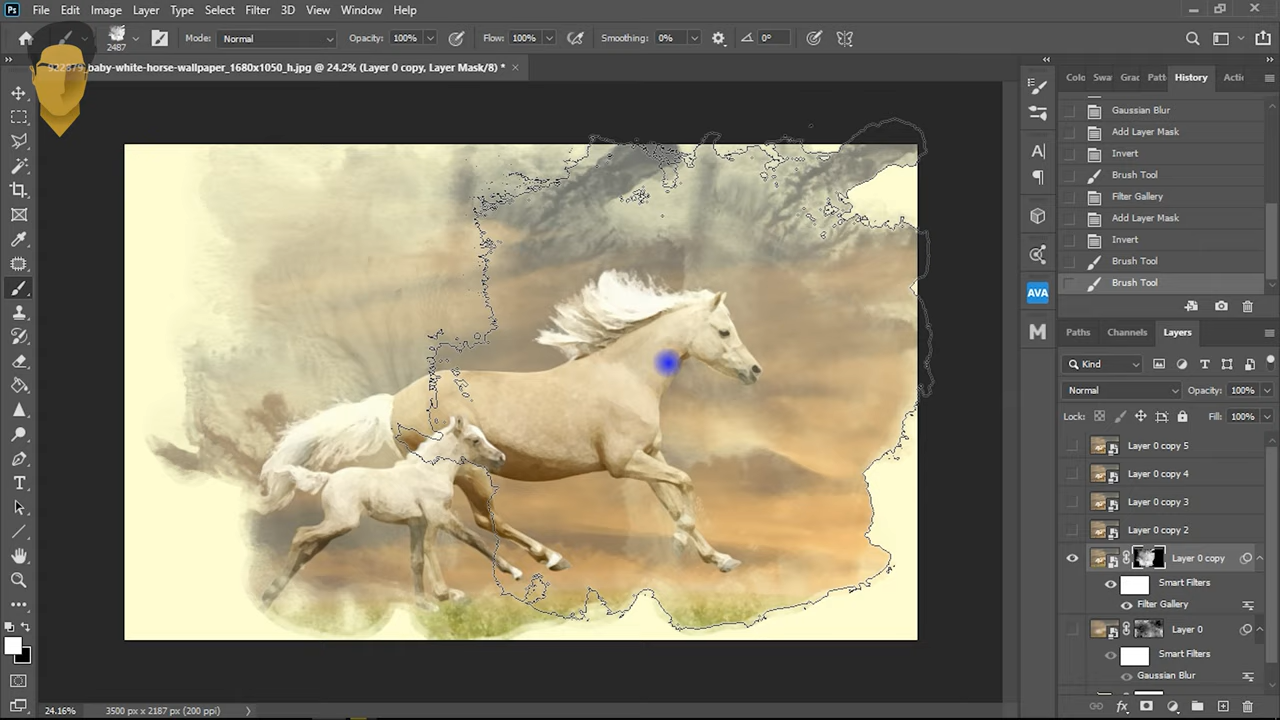 Ps File Edit Image Layer Type Select Filter 3D View Window Help
2487 Mode: Normal Opacity: 100% Flow: 100% Smoothing: 0% 0°
baby-white-horse-wallpaper_1680x1050_h.jpg @ 24.2% (Layer 0 copy, Layer Mask/8) * ×
Colc Swa Grac Patt History Actic
Gaussian Blur
Add Layer Mask
Invert
Brush Tool
Filter Gallery
Add Layer Mask
Invert
Brush Tool
Brush Tool
AVA
M
Paths Channels Layers
Kind
Normal Opacity: 100%
Lock: Fill: 100%
Layer 0 copy 5
Layer 0 copy 4
Layer 0 copy 3
Layer 0 copy 2
Layer 0 copy
Smart Filters
Filter Gallery
Layer 0
Smart Filters
Gaussian Blur
24.16% 3500 px x 2187 px (200 ppi)